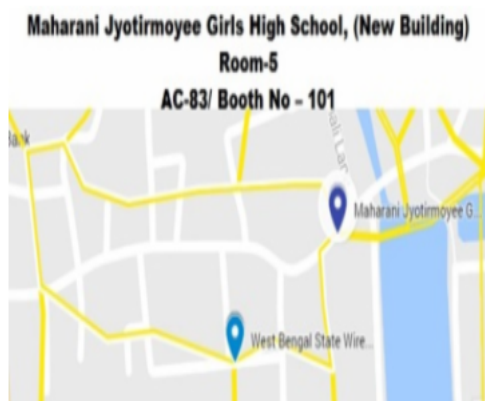 Maharani Jyotirmoyee Girls High School, (New Building)
Room-5
AC-83/ Booth No – 101
Bank
Maharani Jyotirmoyee G...
West Bengal State Wire...